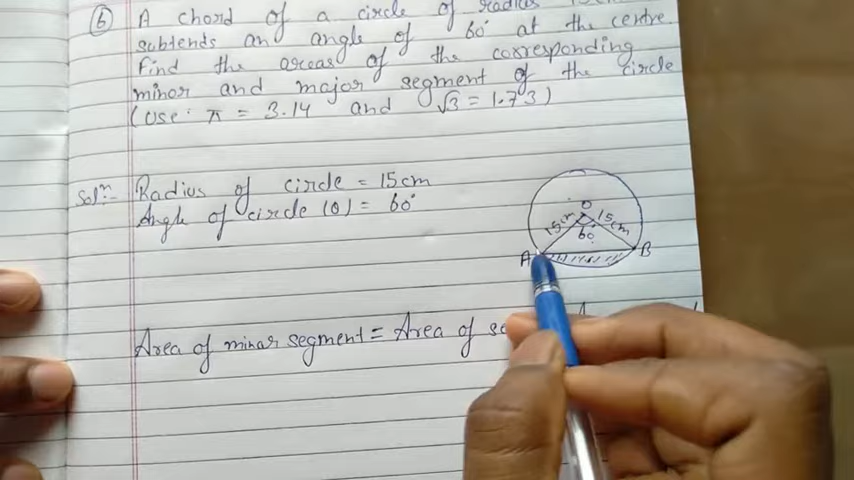 6 A chord of a circle of radius
subtends an angle of 60° at the centre
Find the areas of the corresponding
minor and major segment of the circle
(Use: π = 3.14 and √3 = 1.73)
Solⁿ:- Radius of circle = 15cm
Angle of circle (θ) = 60°
O
15cm 15cm
60°
A B
Area of minar segment = Area of